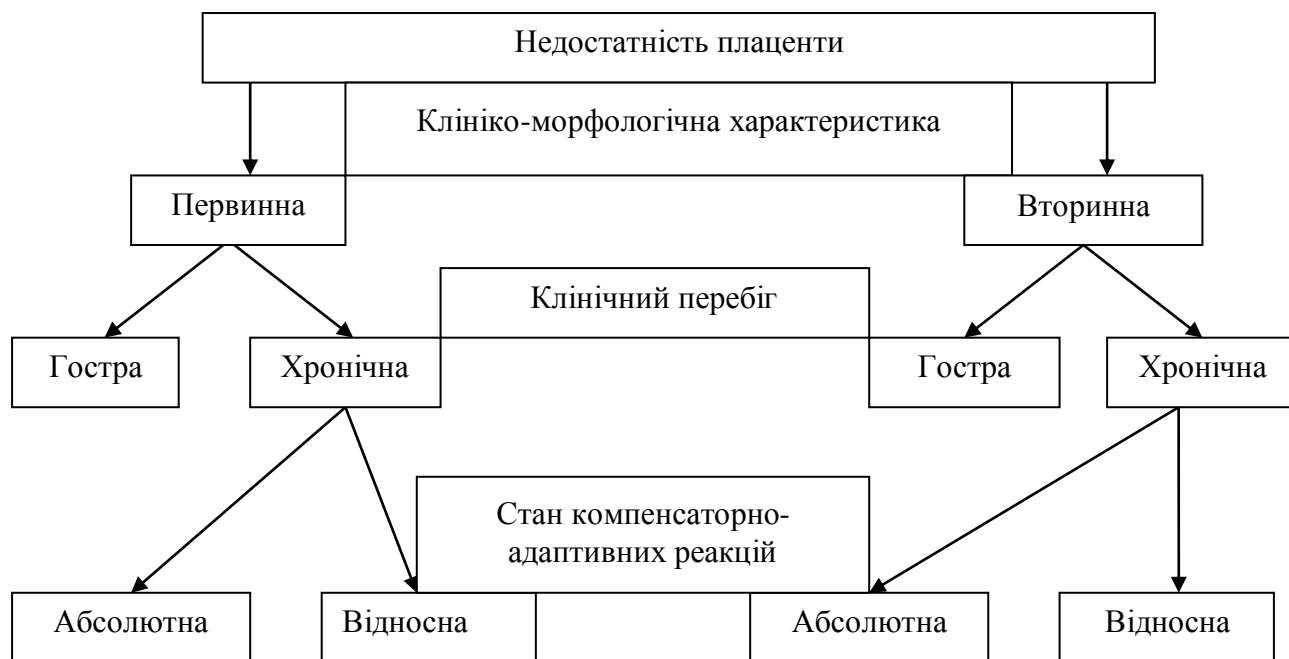 Недостатність плаценти
Клініко-морфологічна характеристика
Первинна
Вторинна
Клінічний перебіг
Гостра
Хронічна
Гостра
Хронічна
Стан компенсаторно-
адаптивних реакцій
Абсолютна
Відносна
Абсолютна
Відносна